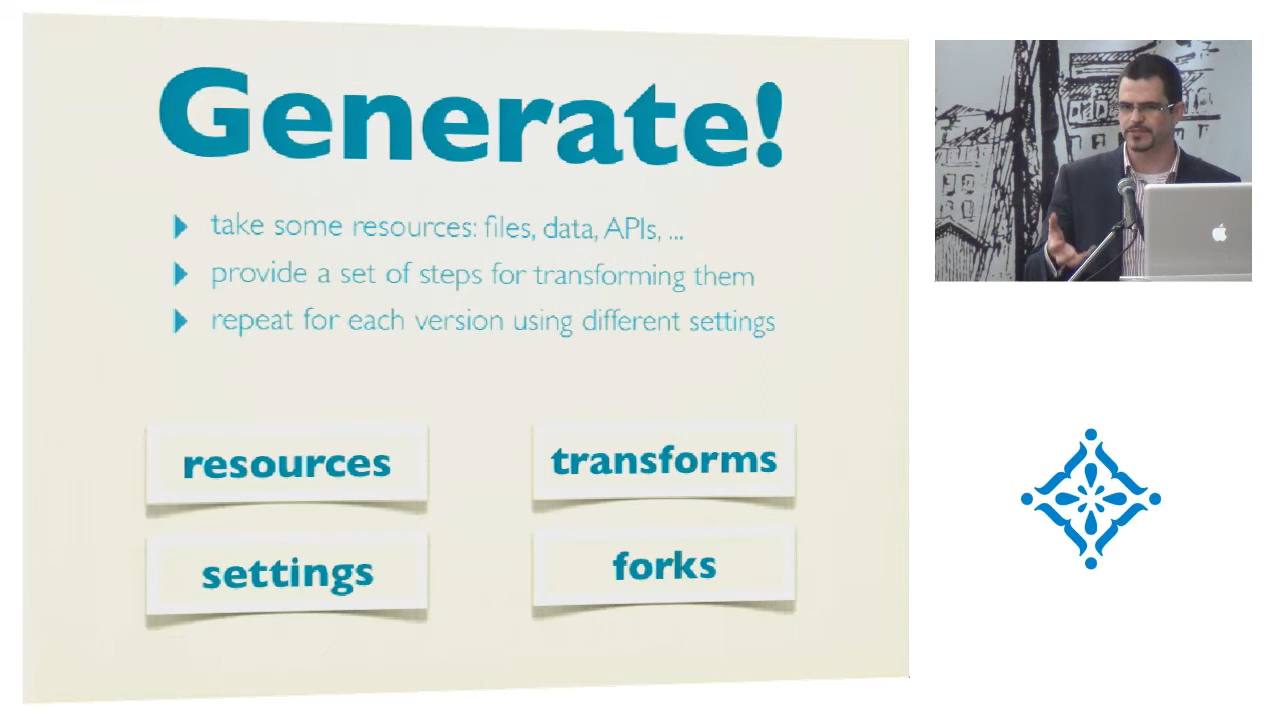 Generate!
take some resources: files, data, APIs, ...
provide a set of steps for transforming them
repeat for each version using different settings
resources
transforms
settings
forks